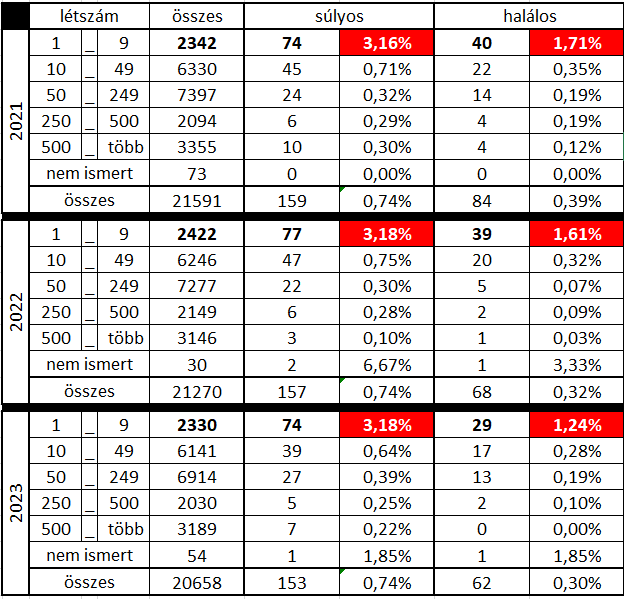 létszám összes súlyos halálos
2021
1 _ 9 2342 74 3,16% 40 1,71%
10 _ 49 6330 45 0,71% 22 0,35%
50 _ 249 7397 24 0,32% 14 0,19%
250 _ 500 2094 6 0,29% 4 0,19%
500 _ több 3355 10 0,30% 4 0,12%
nem ismert 73 0 0,00% 0 0,00%
összes 21591 159 0,74% 84 0,39%
2022
1 _ 9 2422 77 3,18% 39 1,61%
10 _ 49 6246 47 0,75% 20 0,32%
50 _ 249 7277 22 0,30% 5 0,07%
250 _ 500 2149 6 0,28% 2 0,09%
500 _ több 3146 3 0,10% 1 0,03%
nem ismert 30 2 6,67% 1 3,33%
összes 21270 157 0,74% 68 0,32%
2023
1 _ 9 2330 74 3,18% 29 1,24%
10 _ 49 6141 39 0,64% 17 0,28%
50 _ 249 6914 27 0,39% 13 0,19%
250 _ 500 2030 5 0,25% 2 0,10%
500 _ több 3189 7 0,22% 0 0,00%
nem ismert 54 1 1,85% 1 1,85%
összes 20658 153 0,74% 62 0,30%